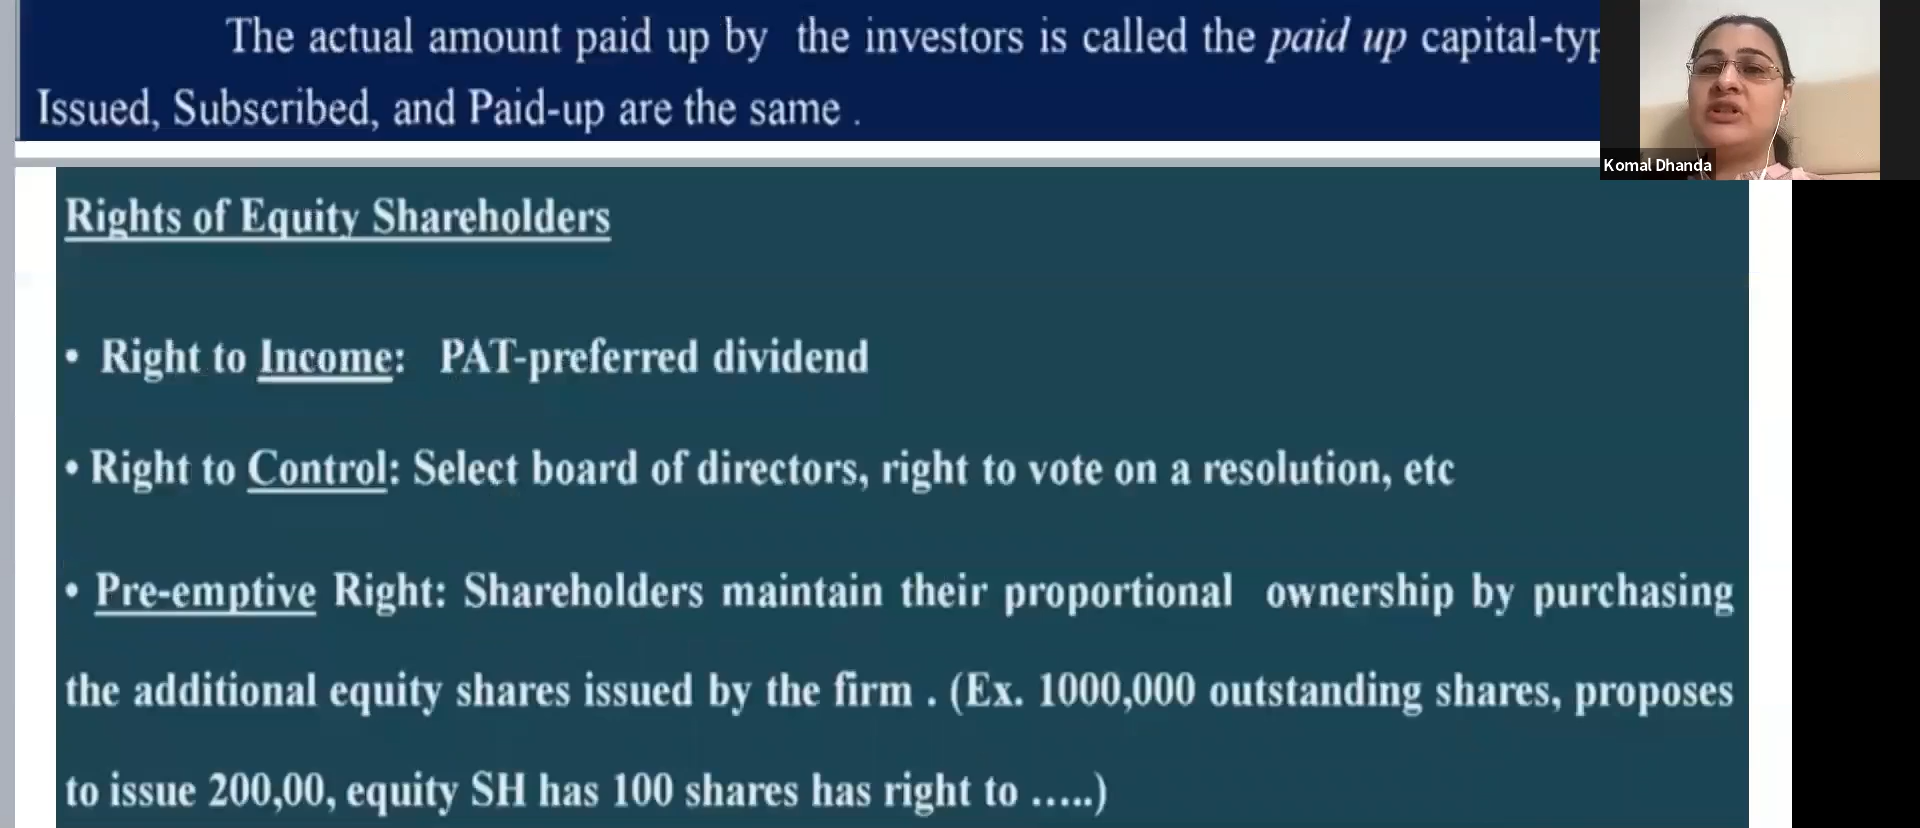 The actual amount paid up by the investors is called the paid up capital-typ
Issued, Subscribed, and Paid-up are the same .
Komal Dhanda
Rights of Equity Shareholders
• Right to Income: PAT-preferred dividend
• Right to Control: Select board of directors, right to vote on a resolution, etc
• Pre-emptive Right: Shareholders maintain their proportional ownership by purchasing
the additional equity shares issued by the firm . (Ex. 1000,000 outstanding shares, proposes
to issue 200,00, equity SH has 100 shares has right to …..)